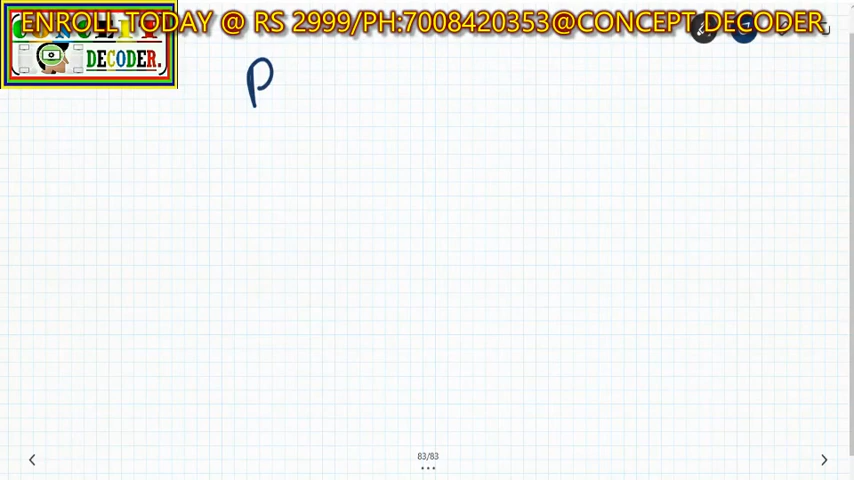 ENROLL TODAY @ RS 2999/PH:7008420353@CONCEPT DECODER.
DECODER.
P
83/83